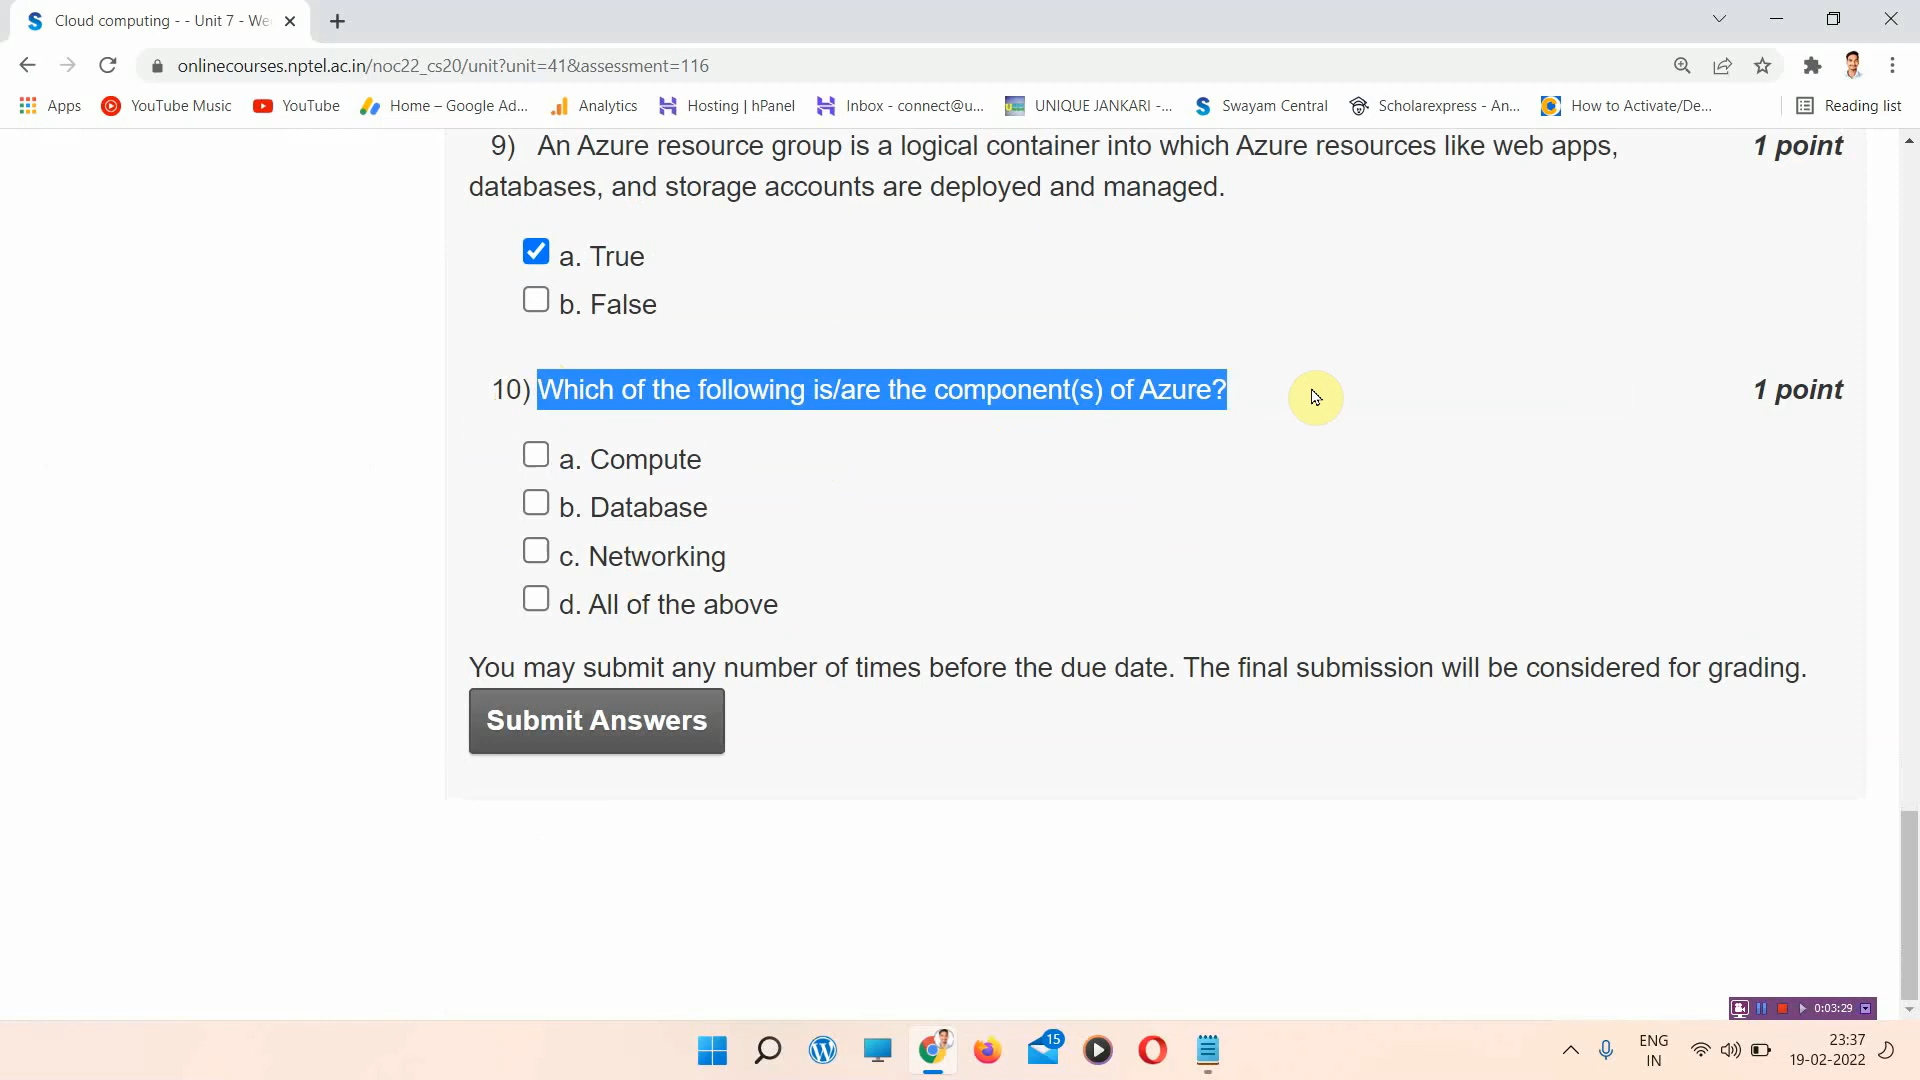 Cloud computing - - Unit 7 - We
onlinecourses.nptel.ac.in/noc22_cs20/unit?unit=41&assessment=116
Apps YouTube Music YouTube Home – Google Ad... Analytics Hosting | hPanel Inbox - connect@u... UNIQUE JANKARI -... Swayam Central Scholarexpress - An... How to Activate/De... Reading list
9) An Azure resource group is a logical container into which Azure resources like web apps, 1 point
databases, and storage accounts are deployed and managed.
a. True
b. False
10) Which of the following is/are the component(s) of Azure? 1 point
a. Compute
b. Database
c. Networking
d. All of the above
You may submit any number of times before the due date. The final submission will be considered for grading.
Submit Answers
0:03:29
15
ENG 23:37
IN 19-02-2022